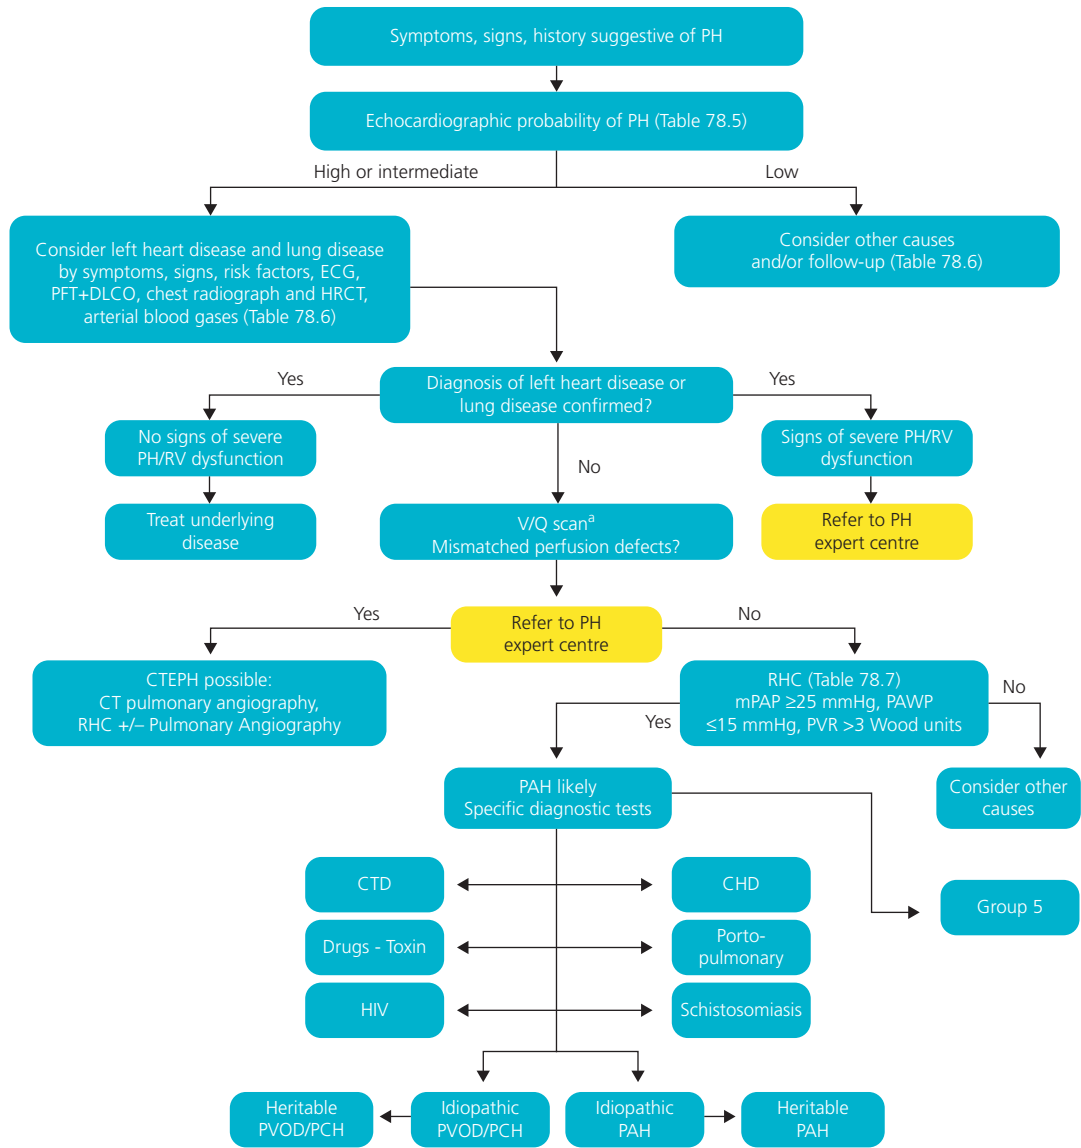 Symptoms, signs, history suggestive of PH
Echocardiographic probability of PH (Table 78.5)
High or intermediate
Low
Consider left heart disease and lung disease
by symptoms, signs, risk factors, ECG,
PFT+DLCO, chest radiograph and HRCT,
arterial blood gases (Table 78.6)
Consider other causes
and/or follow-up (Table 78.6)
Yes
Diagnosis of left heart disease or
lung disease confirmed?
Yes
No signs of severe
PH/RV dysfunction
Signs of severe PH/RV
dysfunction
No
Treat underlying
disease
V/Q scanᵃ
Mismatched perfusion defects?
Refer to PH
expert centre
Yes
Refer to PH
expert centre
No
CTEPH possible:
CT pulmonary angiography,
RHC +/– Pulmonary Angiography
RHC (Table 78.7)
mPAP ≥25 mmHg, PAWP
≤15 mmHg, PVR >3 Wood units
No
Yes
PAH likely
Specific diagnostic tests
Consider other
causes
CTD
CHD
Group 5
Drugs - Toxin
Porto-
pulmonary
HIV
Schistosomiasis
Heritable
PVOD/PCH
Idiopathic
PVOD/PCH
Idiopathic
PAH
Heritable
PAH